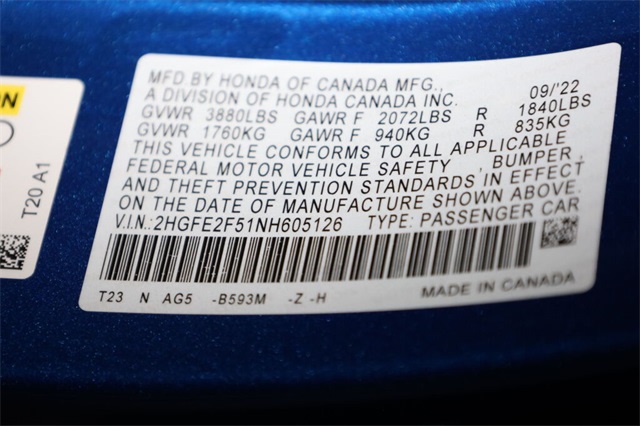 MFD BY HONDA OF CANADA MFG.,
A DIVISION OF HONDA CANADA INC. 09/'22
GVWR 3880LBS GAWR F 2072LBS R 1840LBS
GVWR 1760KG GAWR F 940KG R 835KG
THIS VEHICLE CONFORMS TO ALL APPLICABLE
FEDERAL MOTOR VEHICLE SAFETY , BUMPER,
AND THEFT PREVENTION STANDARDS IN EFFECT
ON THE DATE OF MANUFACTURE SHOWN ABOVE.
V.I.N.: 2HGFE2F51NH605126 TYPE: PASSENGER CAR
T23 N AG5 -B593M -Z -H MADE IN CANADA
T20 A1